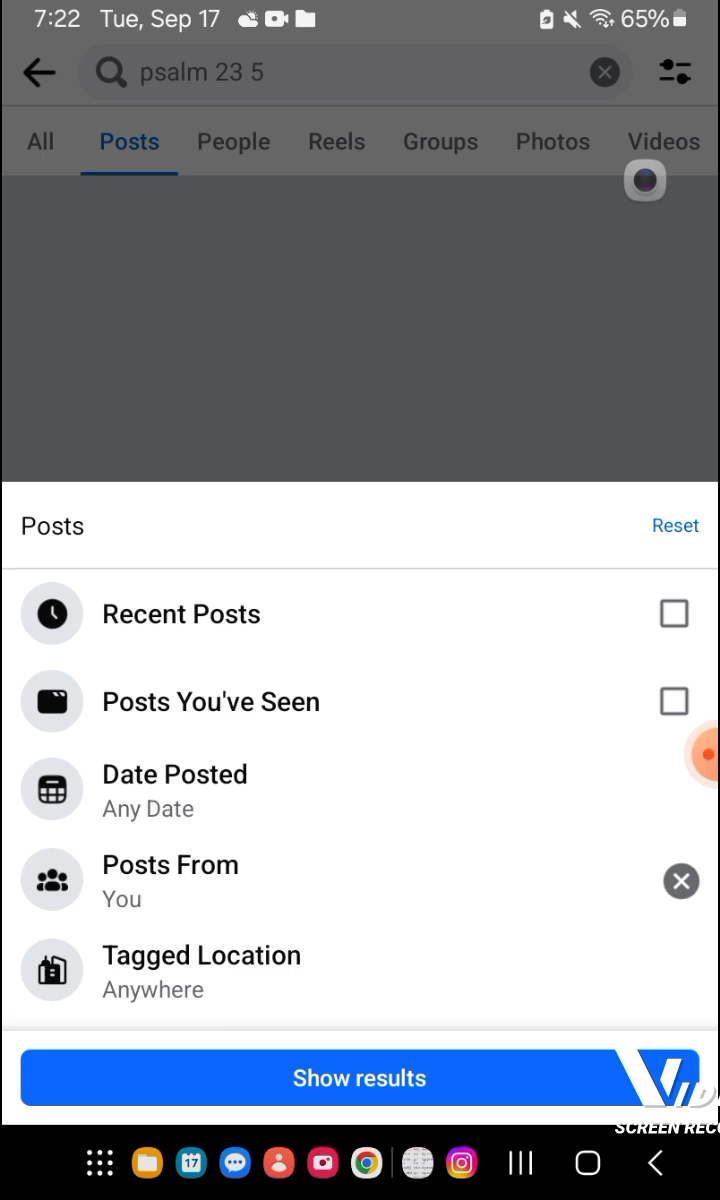 7:22 Tue, Sep 17 65%
psalm 23 5
All Posts People Reels Groups Photos Videos
Posts Reset
Recent Posts
Posts You've Seen
Date Posted
Any Date
Posts From
You
Tagged Location
Anywhere
Show results
VID
SCREEN REC
17